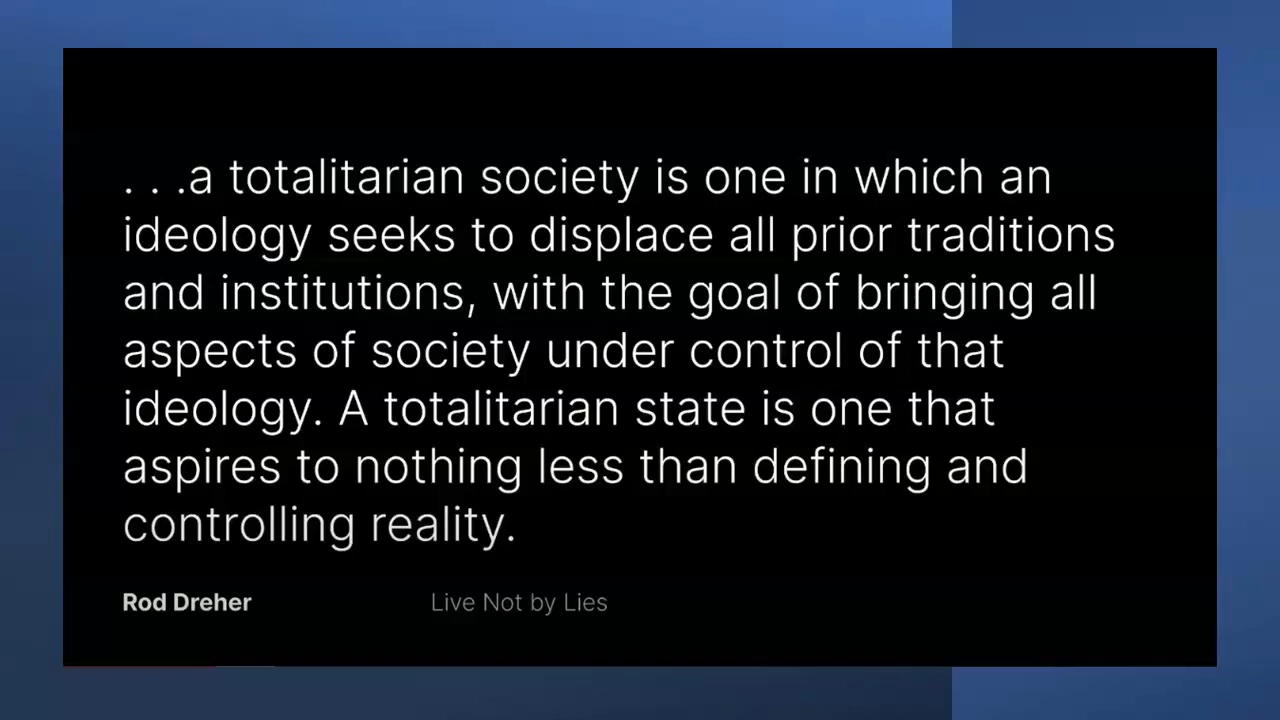 . . .a totalitarian society is one in which an
ideology seeks to displace all prior traditions
and institutions, with the goal of bringing all
aspects of society under control of that
ideology. A totalitarian state is one that
aspires to nothing less than defining and
controlling reality.
Rod Dreher Live Not by Lies